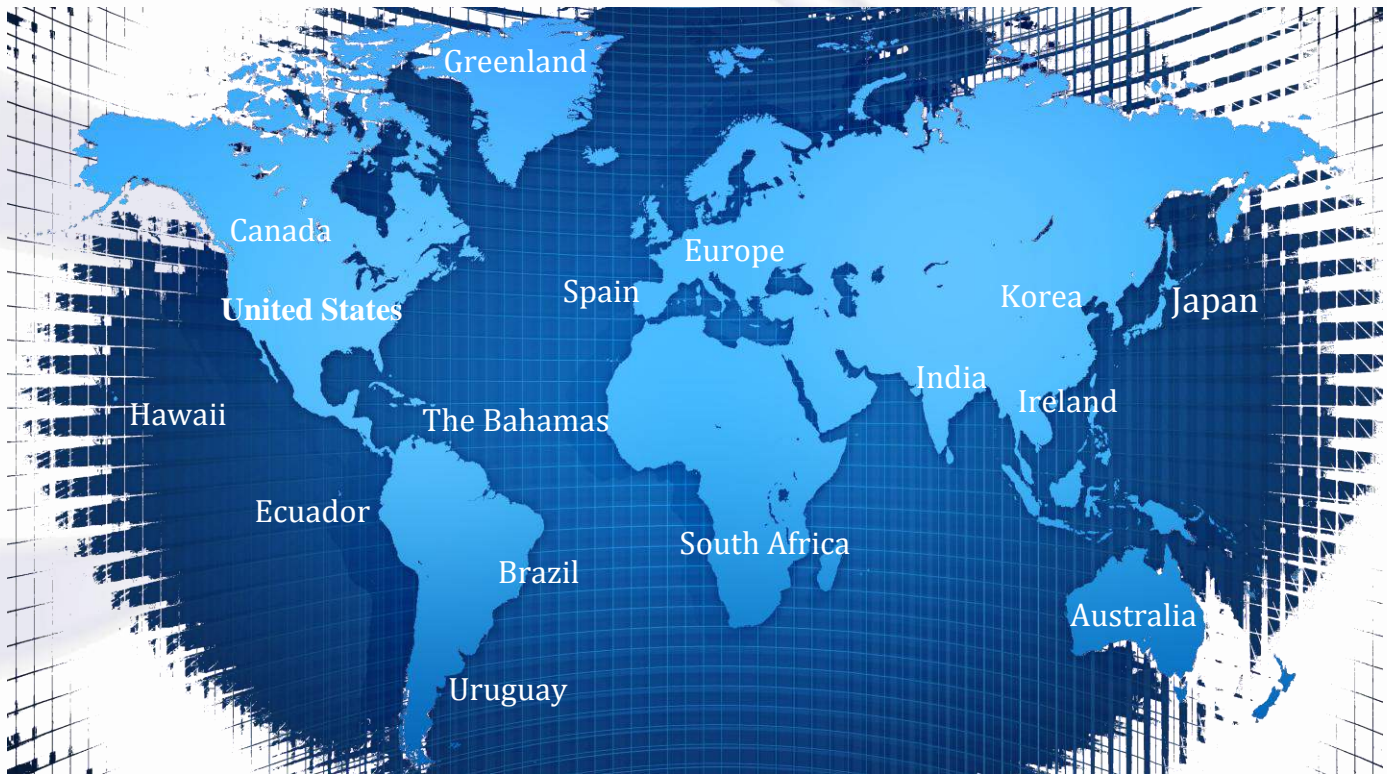 Greenland
Canada
Europe
Spain
United States
Korea
Japan
India
Ireland
Hawaii
The Bahamas
Ecuador
South Africa
Brazil
Australia
Uruguay